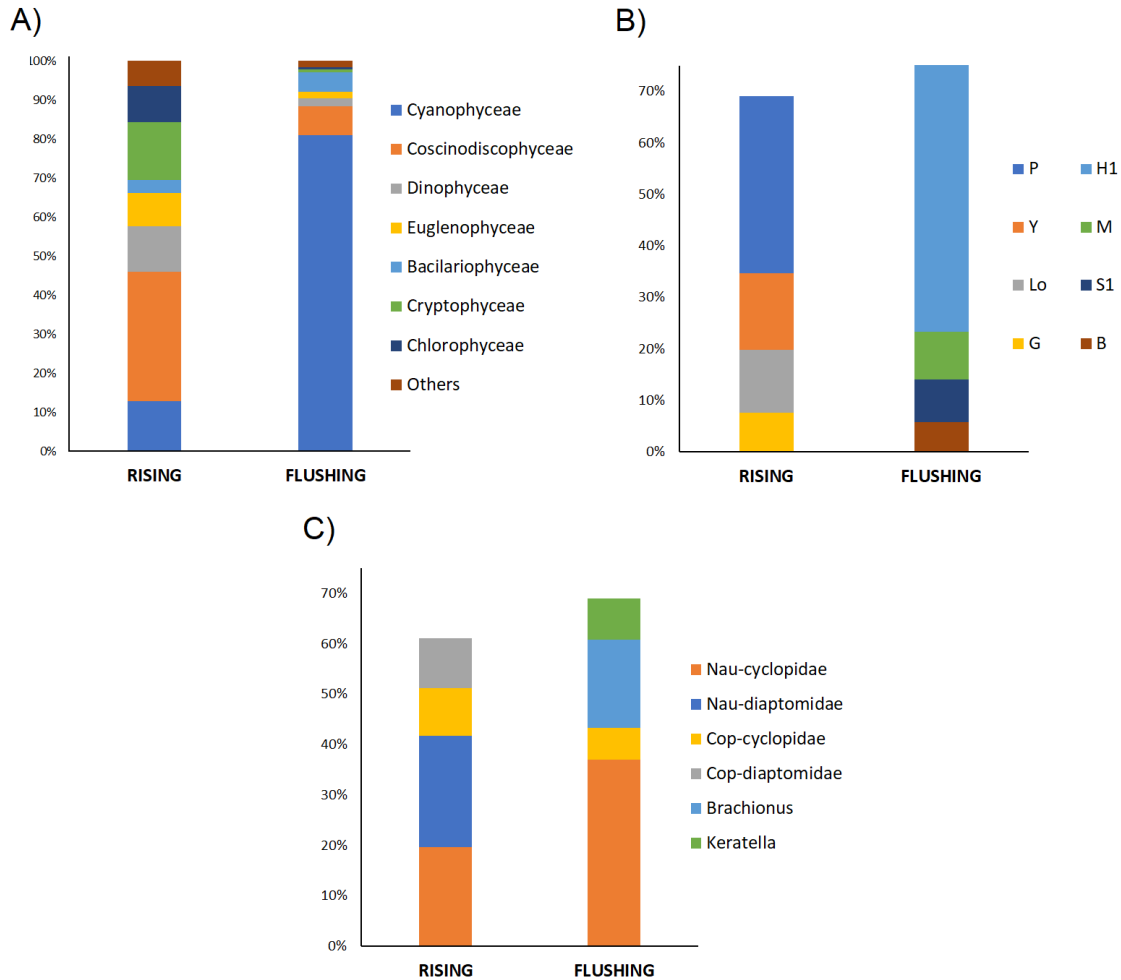 A)
100%
90%
80%
70%
60%
50%
40%
30%
20%
10%
0%
RISING FLUSHING
Cyanophyceae
Coscinodiscophyceae
Dinophyceae
Euglenophyceae
Bacilariophyceae
Cryptophyceae
Chlorophyceae
Others
B)
70%
60%
50%
40%
30%
20%
10%
0%
RISING FLUSHING
P H1
Y M
Lo S1
G B
C)
70%
60%
50%
40%
30%
20%
10%
0%
RISING FLUSHING
Nau-cyclopidae
Nau-diaptomidae
Cop-cyclopidae
Cop-diaptomidae
Brachionus
Keratella